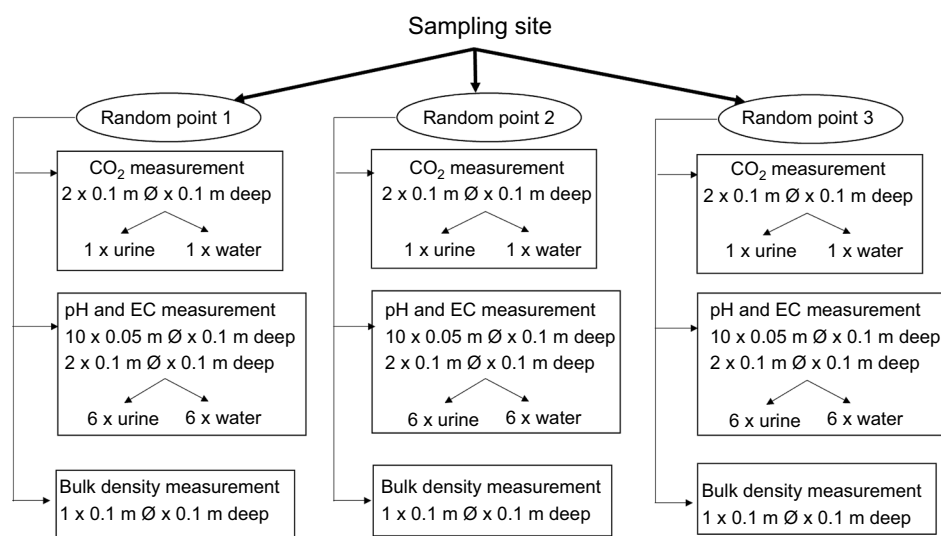 Sampling site
Random point 1
CO₂ measurement
2 x 0.1 m Ø x 0.1 m deep
1 x urine 1 x water
pH and EC measurement
10 x 0.05 m Ø x 0.1 m deep
2 x 0.1 m Ø x 0.1 m deep
6 x urine 6 x water
Bulk density measurement
1 x 0.1 m Ø x 0.1 m deep
Random point 2
CO₂ measurement
2 x 0.1 m Ø x 0.1 m deep
1 x urine 1 x water
pH and EC measurement
10 x 0.05 m Ø x 0.1 m deep
2 x 0.1 m Ø x 0.1 m deep
6 x urine 6 x water
Bulk density measurement
1 x 0.1 m Ø x 0.1 m deep
Random point 3
CO₂ measurement
2 x 0.1 m Ø x 0.1 m deep
1 x urine 1 x water
pH and EC measurement
10 x 0.05 m Ø x 0.1 m deep
2 x 0.1 m Ø x 0.1 m deep
6 x urine 6 x water
Bulk density measurement
1 x 0.1 m Ø x 0.1 m deep